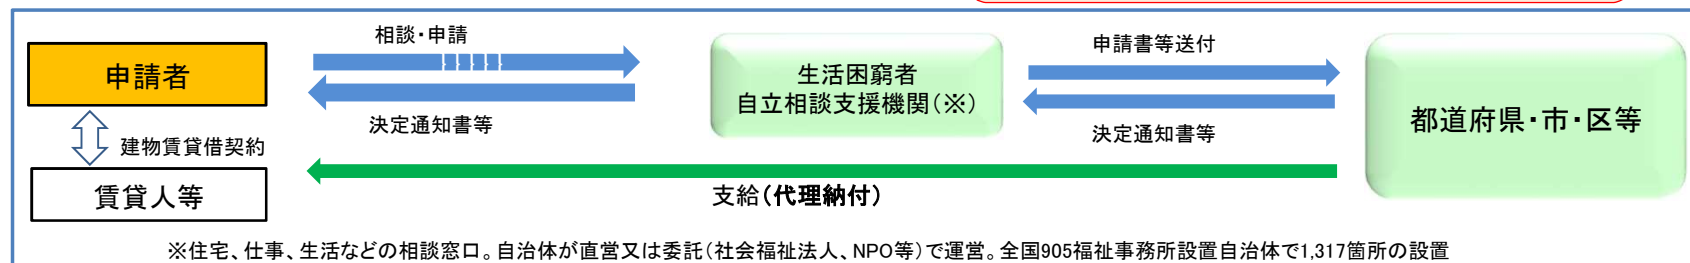 相談・申請
申請者
決定通知書等
建物賃貸借契約
賃貸人等
生活困窮者
自立相談支援機関(※)
申請書等送付
決定通知書等
都道府県・市・区等
支給(代理納付)
※住宅、仕事、生活などの相談窓口。自治体が直営又は委託(社会福祉法人、NPO等)で運営。全国905福祉事務所設置自治体で1,317箇所の設置